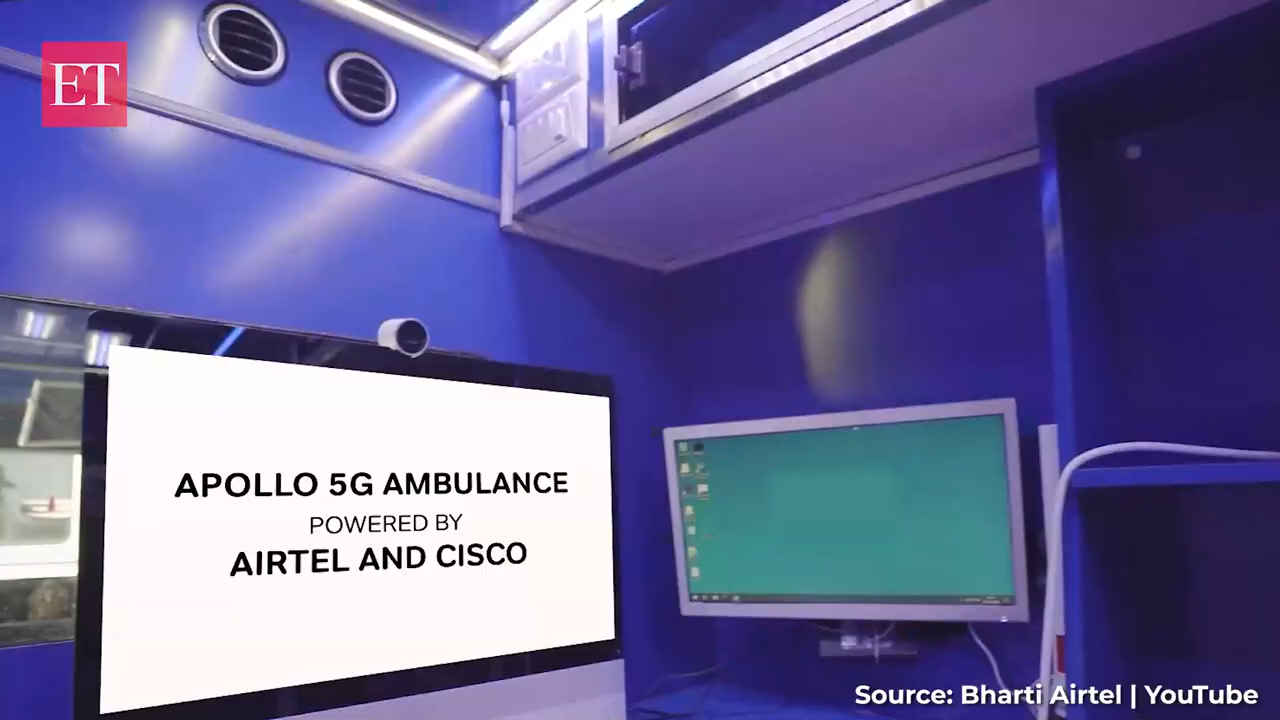 ET
APOLLO 5G AMBULANCE
POWERED BY
AIRTEL AND CISCO
Source: Bharti Airtel | YouTube